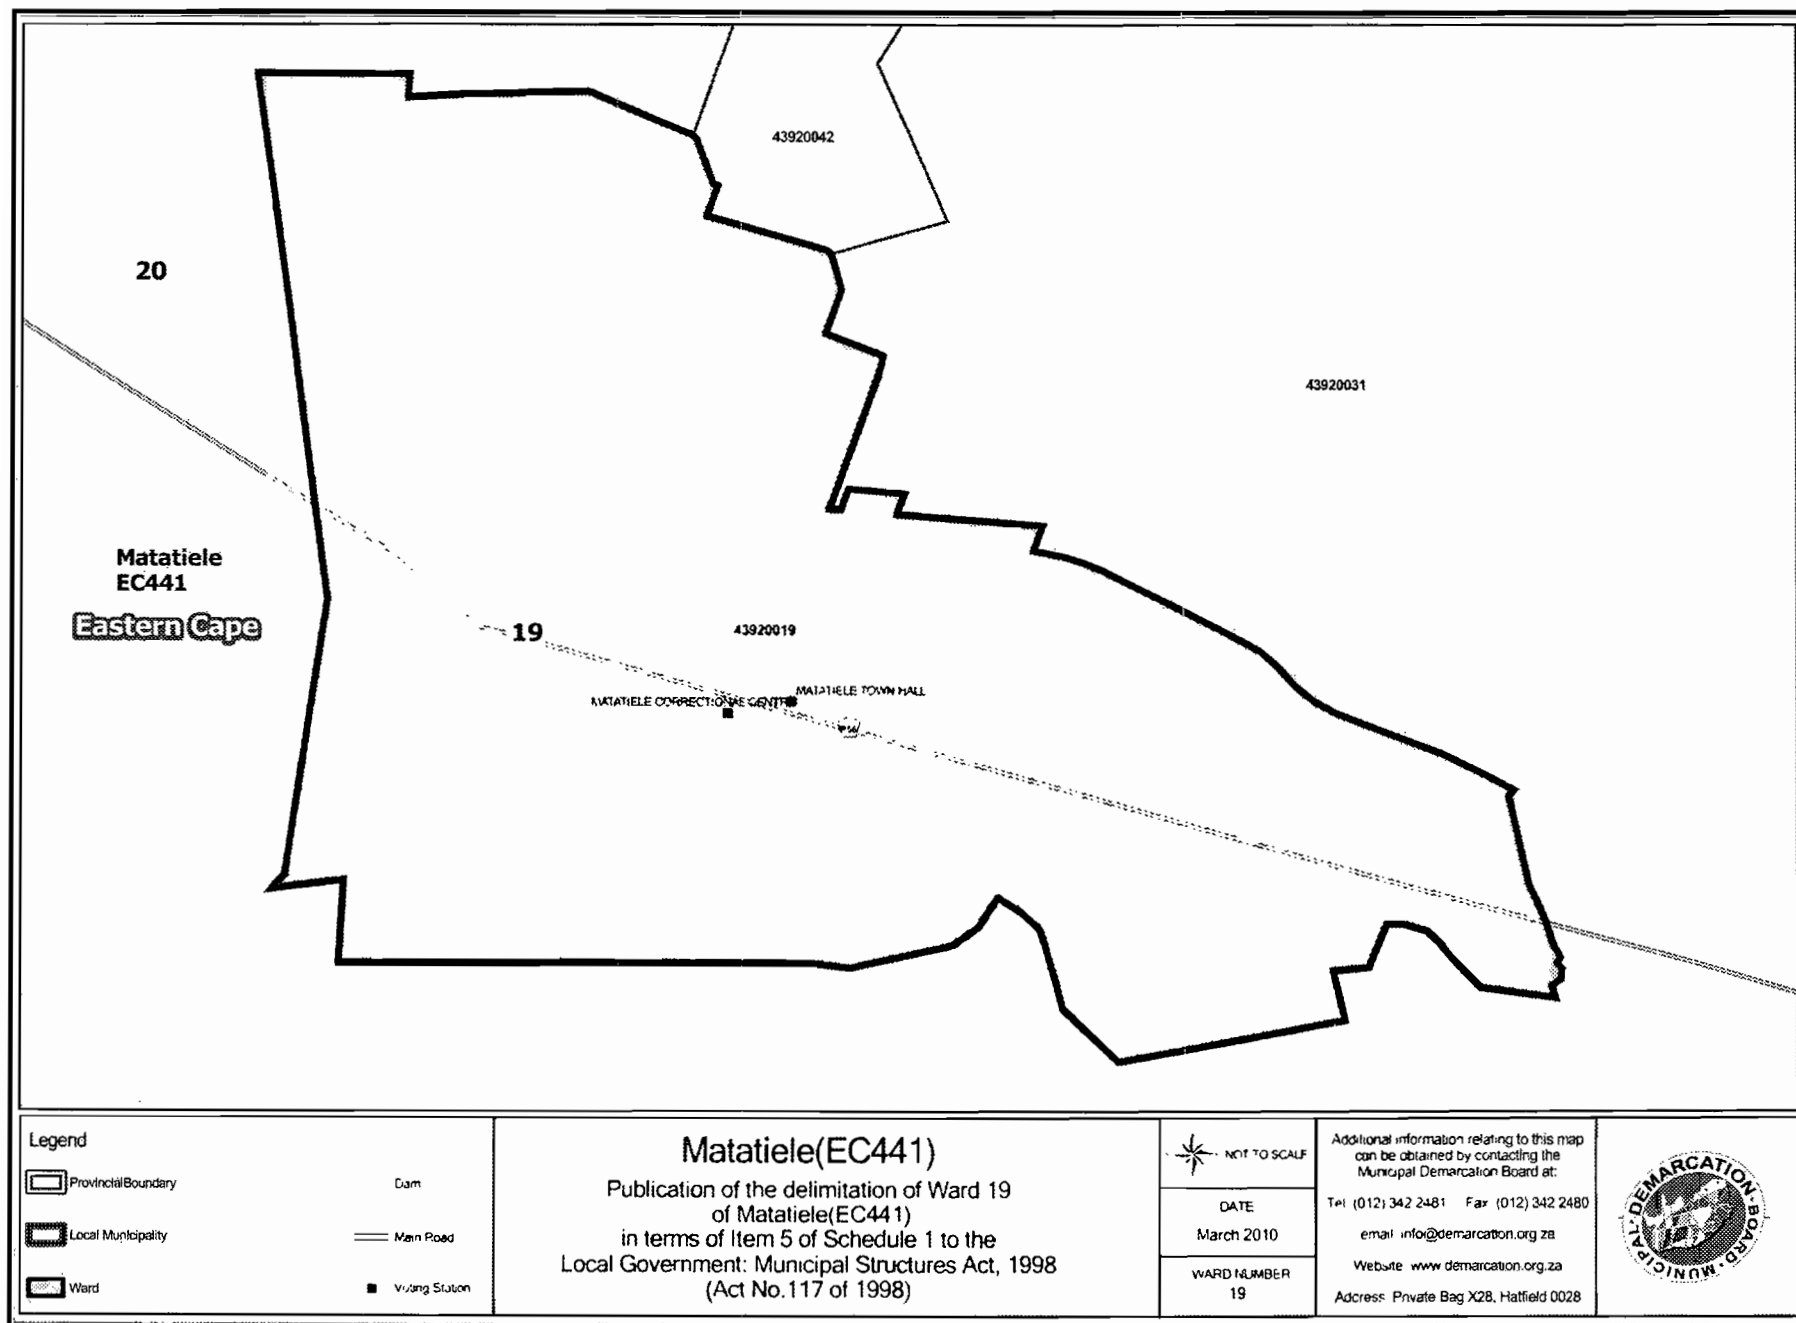 43920042
20
43920031
Matatiele
EC441
Eastern Cape
19
43920019
MATATIELE TOWN HALL
MATATIELE CORRECTIONAL CENTR
Legend
Provincial Boundary
Dam
Local Municipality
Main Road
Ward
Voting Station
Matatiele(EC441)
Publication of the delimitation of Ward 19
of Matatiele(EC441)
in terms of Item 5 of Schedule 1 to the
Local Government: Municipal Structures Act, 1998
(Act No.117 of 1998)
NOT TO SCALE
DATE
March 2010
WARD NUMBER
19
Additional information relating to this map
can be obtained by contacting the
Municipal Demarcation Board at:
Tel (012) 342 2481 Fax (012) 342 2480
email info@demarcation.org za
Website www demarcation.org.za
Address Private Bag X28, Hatfield 0028
MUNICIPAL DEMARCATION BOARD